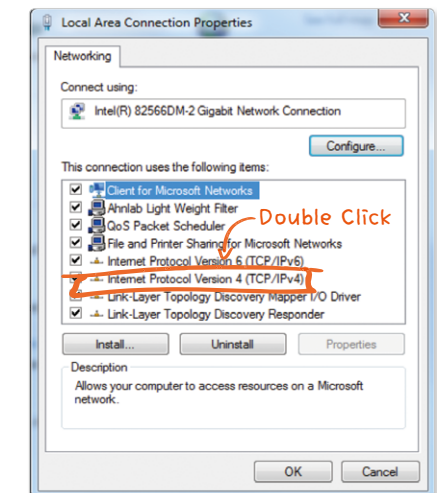 Local Area Connection Properties
Networking
Connect using:
Intel(R) 82566DM-2 Gigabit Network Connection
Configure...
This connection uses the following items:
Client for Microsoft Networks
Ahnlab Light Weight Filter
QoS Packet Scheduler
Double Click
File and Printer Sharing for Microsoft Networks
Internet Protocol Version 6 (TCP/IPv6)
Internet Protocol Version 4 (TCP/IPv4)
Link-Layer Topology Discovery Mapper I/O Driver
Link-Layer Topology Discovery Responder
Install... Uninstall Properties
Description
Allows your computer to access resources on a Microsoft
network.
OK Cancel